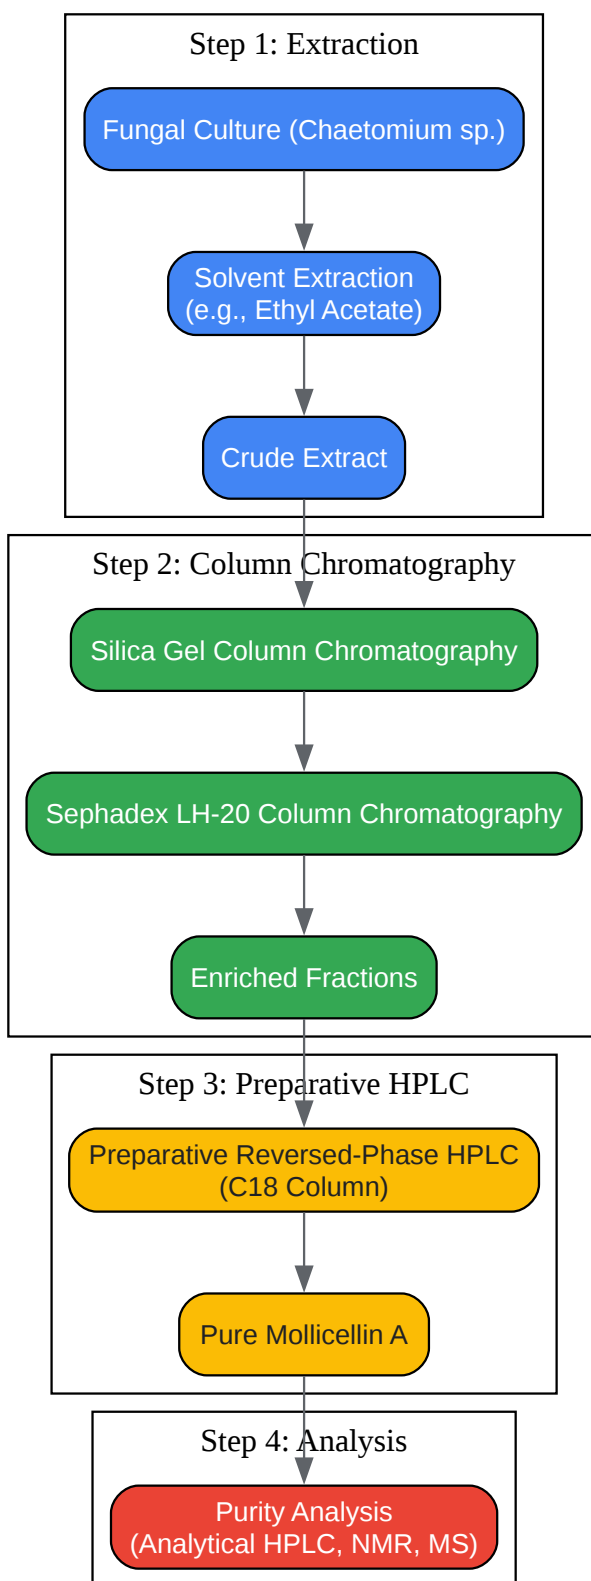 Step 1: Extraction
Fungal Culture (Chaetomium sp.)
Solvent Extraction
(e.g., Ethyl Acetate)
Crude Extract
Step 2: Column Chromatography
Silica Gel Column Chromatography
Sephadex LH-20 Column Chromatography
Enriched Fractions
Step 3: Preparative HPLC
Preparative Reversed-Phase HPLC
(C18 Column)
Pure Mollicellin A
Step 4: Analysis
Purity Analysis
(Analytical HPLC, NMR, MS)